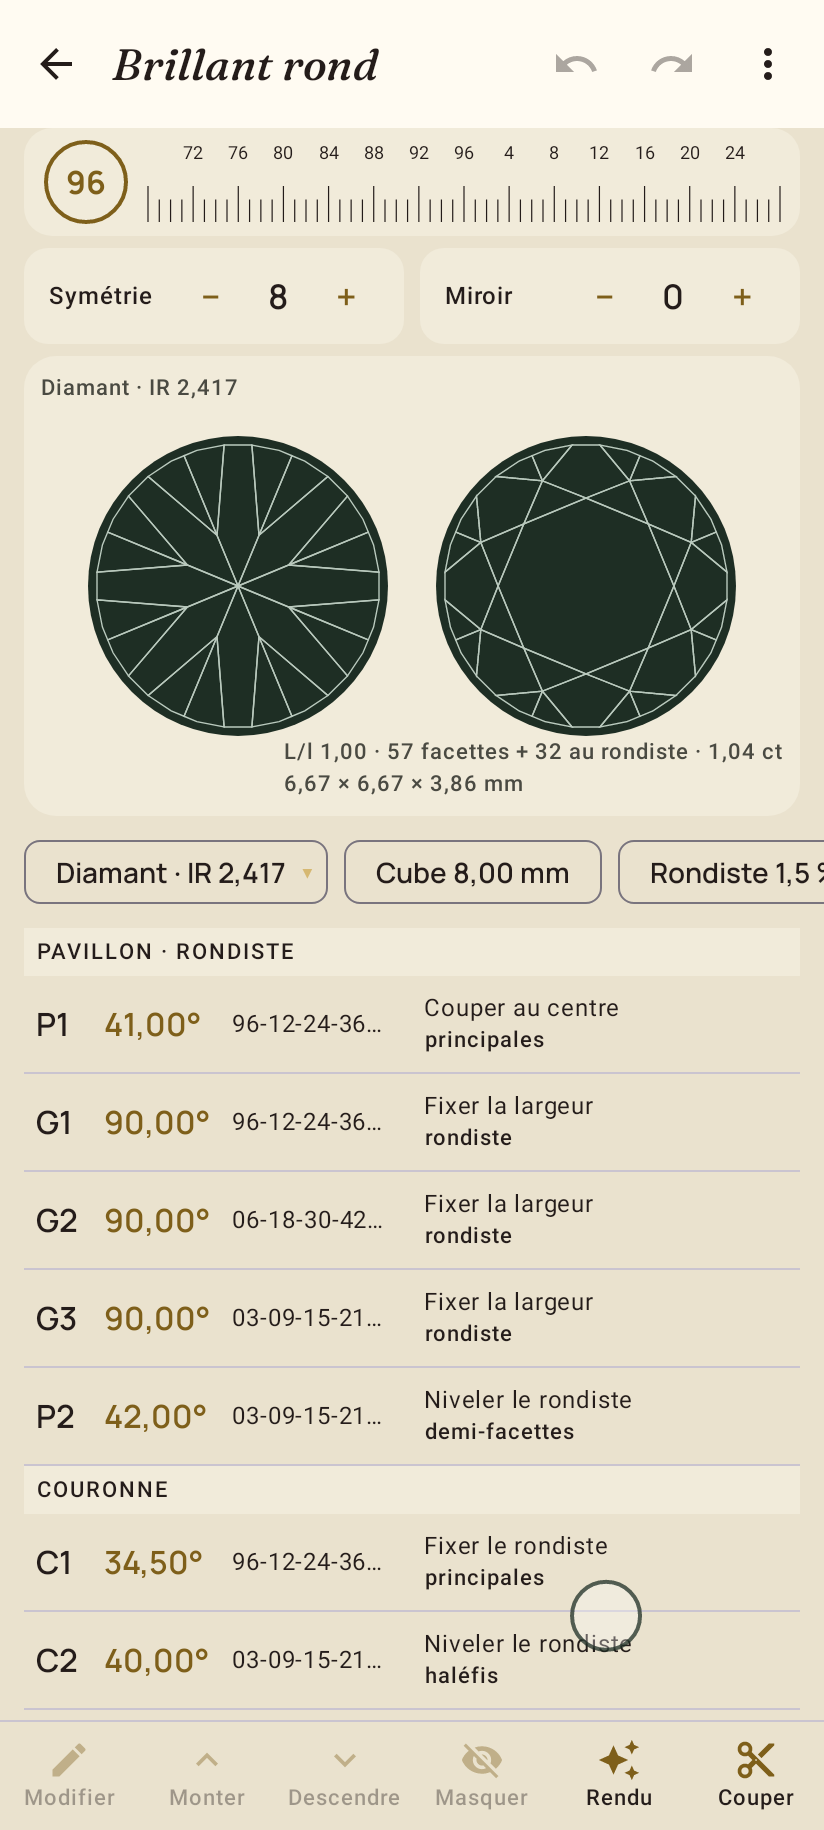 Brillant rond
96
72 76 80 84 88 92 96 4 8 12 16 20 24
Symétrie − 8 +
Miroir − 0 +
Diamant · IR 2,417
L/l 1,00 · 57 facettes + 32 au rondiste · 1,04 ct
6,67 × 6,67 × 3,86 mm
Diamant · IR 2,417 ▼
Cube 8,00 mm
Rondiste 1,5 %
PAVILLON · RONDISTE
P1 41,00° 96-12-24-36… Couper au centre
principales
G1 90,00° 96-12-24-36… Fixer la largeur
rondiste
G2 90,00° 06-18-30-42… Fixer la largeur
rondiste
G3 90,00° 03-09-15-21… Fixer la largeur
rondiste
P2 42,00° 03-09-15-21… Niveler le rondiste
demi-facettes
COURONNE
C1 34,50° 96-12-24-36… Fixer le rondiste
principales
C2 40,00° 03-09-15-21… Niveler le rondiste
haléfis
Modifier
Monter
Descendre
Masquer
Rendu
Couper